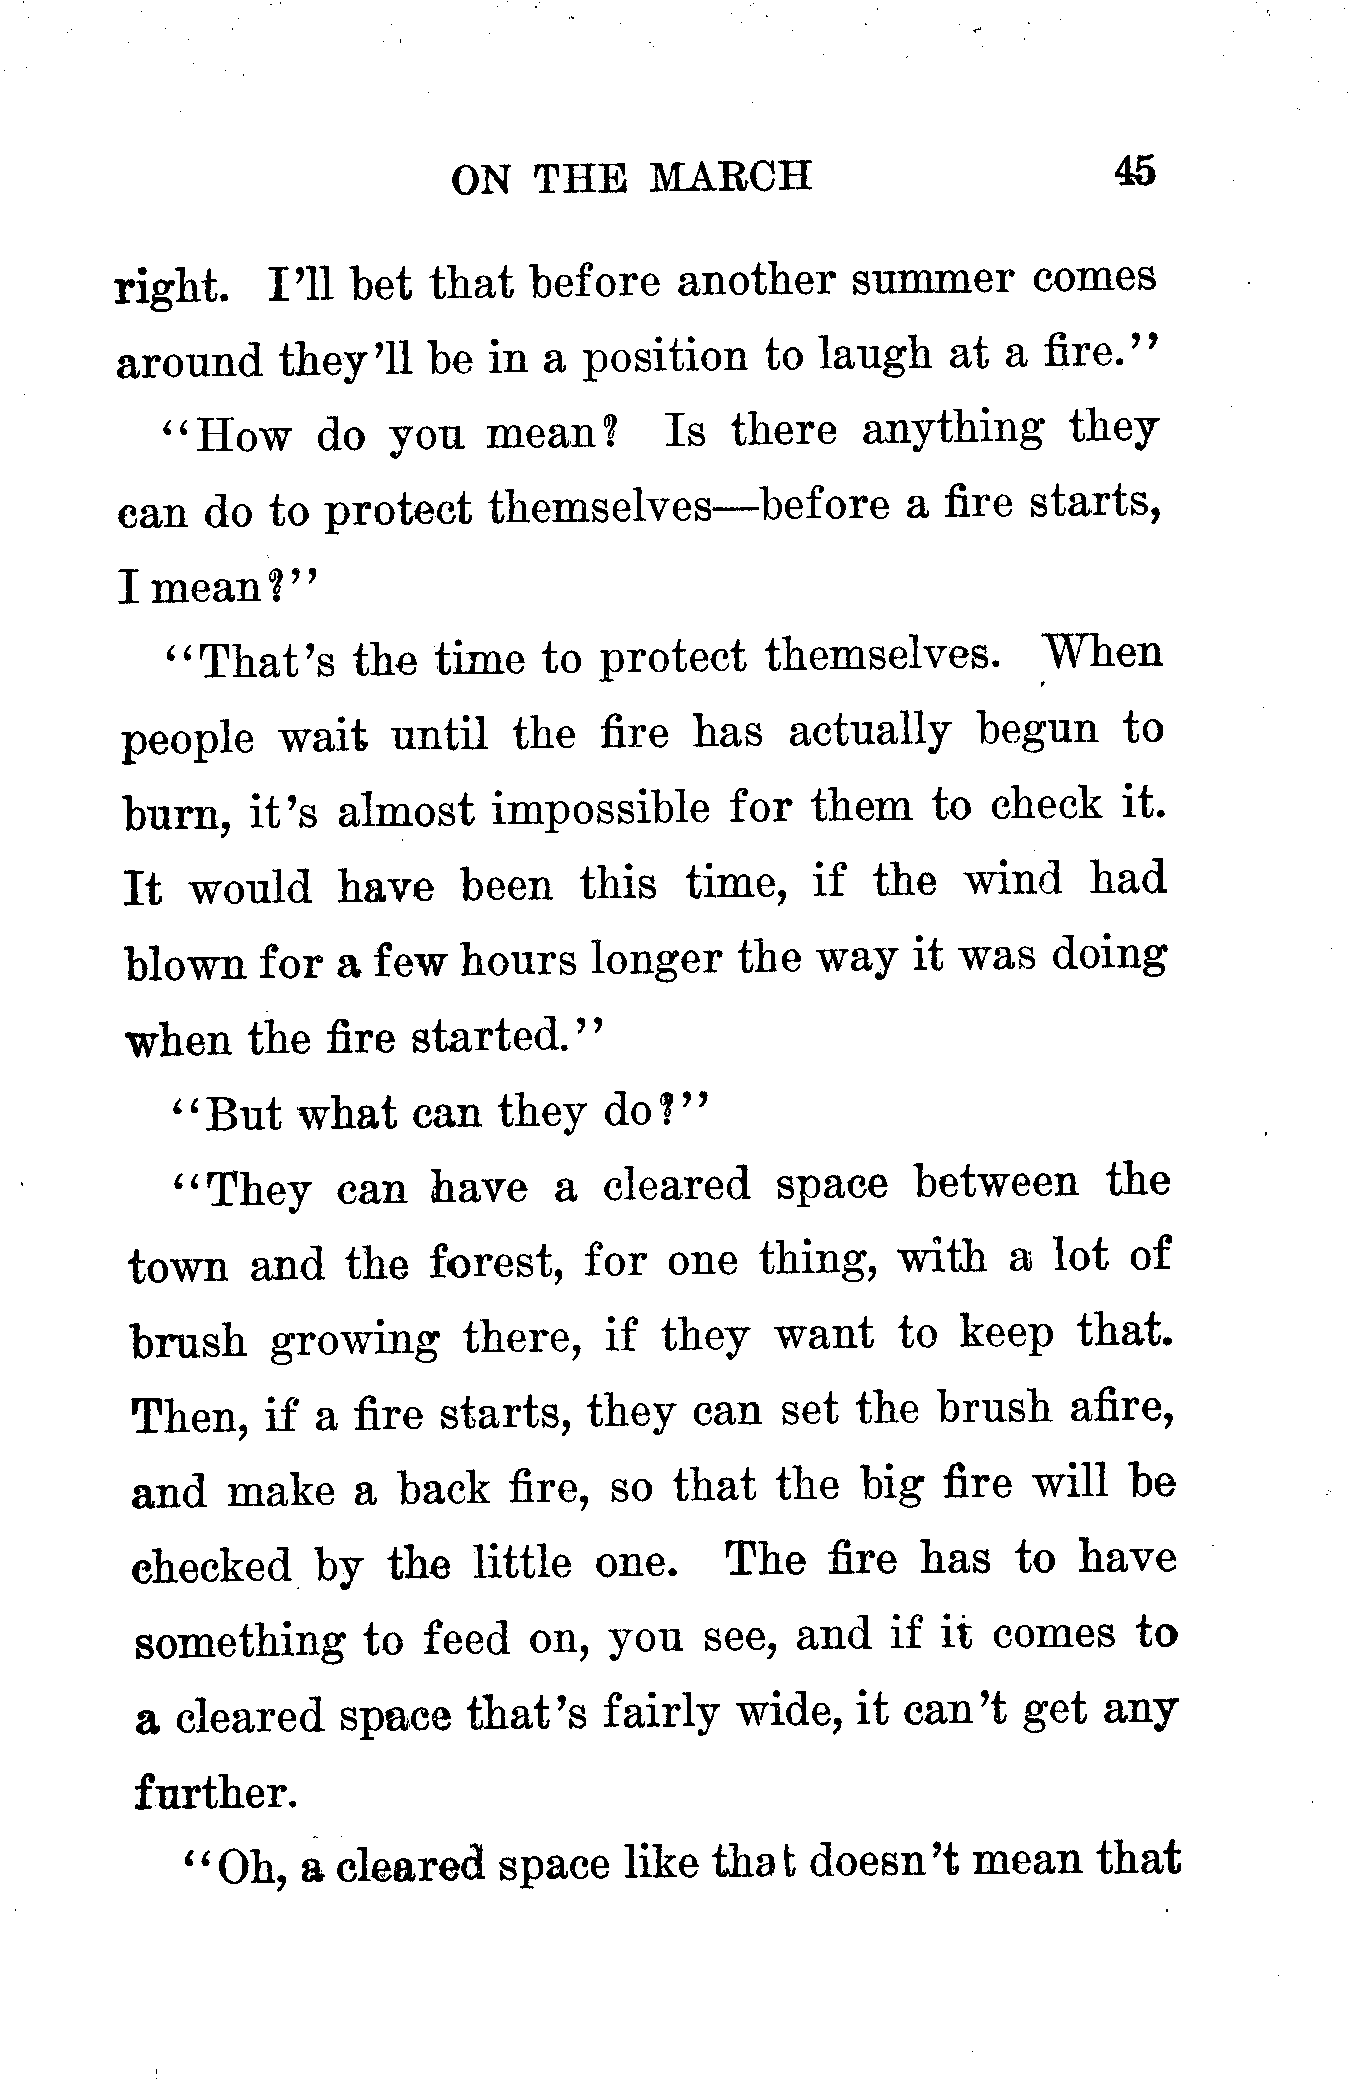 ON THE MARCH 45
right. I'll bet that before another summer comes
around they'll be in a position to laugh at a fire."
"How do you mean? Is there anything they
can do to protect themselves—before a fire starts,
I mean?"
"That's the time to protect themselves. When
people wait until the fire has actually begun to
burn, it's almost impossible for them to check it.
It would have been this time, if the wind had
blown for a few hours longer the way it was doing
when the fire started."
"But what can they do?"
"They can have a cleared space between the
town and the forest, for one thing, with a lot of
brush growing there, if they want to keep that.
Then, if a fire starts, they can set the brush afire,
and make a back fire, so that the big fire will be
checked by the little one. The fire has to have
something to feed on, you see, and if it comes to
a cleared space that's fairly wide, it can't get any
further.
"Oh, a cleared space like that doesn't mean that